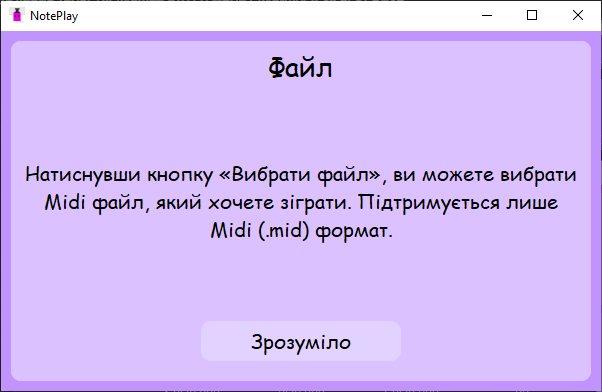 NotePlay
Файл
Натиснувши кнопку «Вибрати файл», ви можете вибрати
Midi файл, який хочете зіграти. Підтримується лише
Midi (.mid) формат.
Зрозуміло